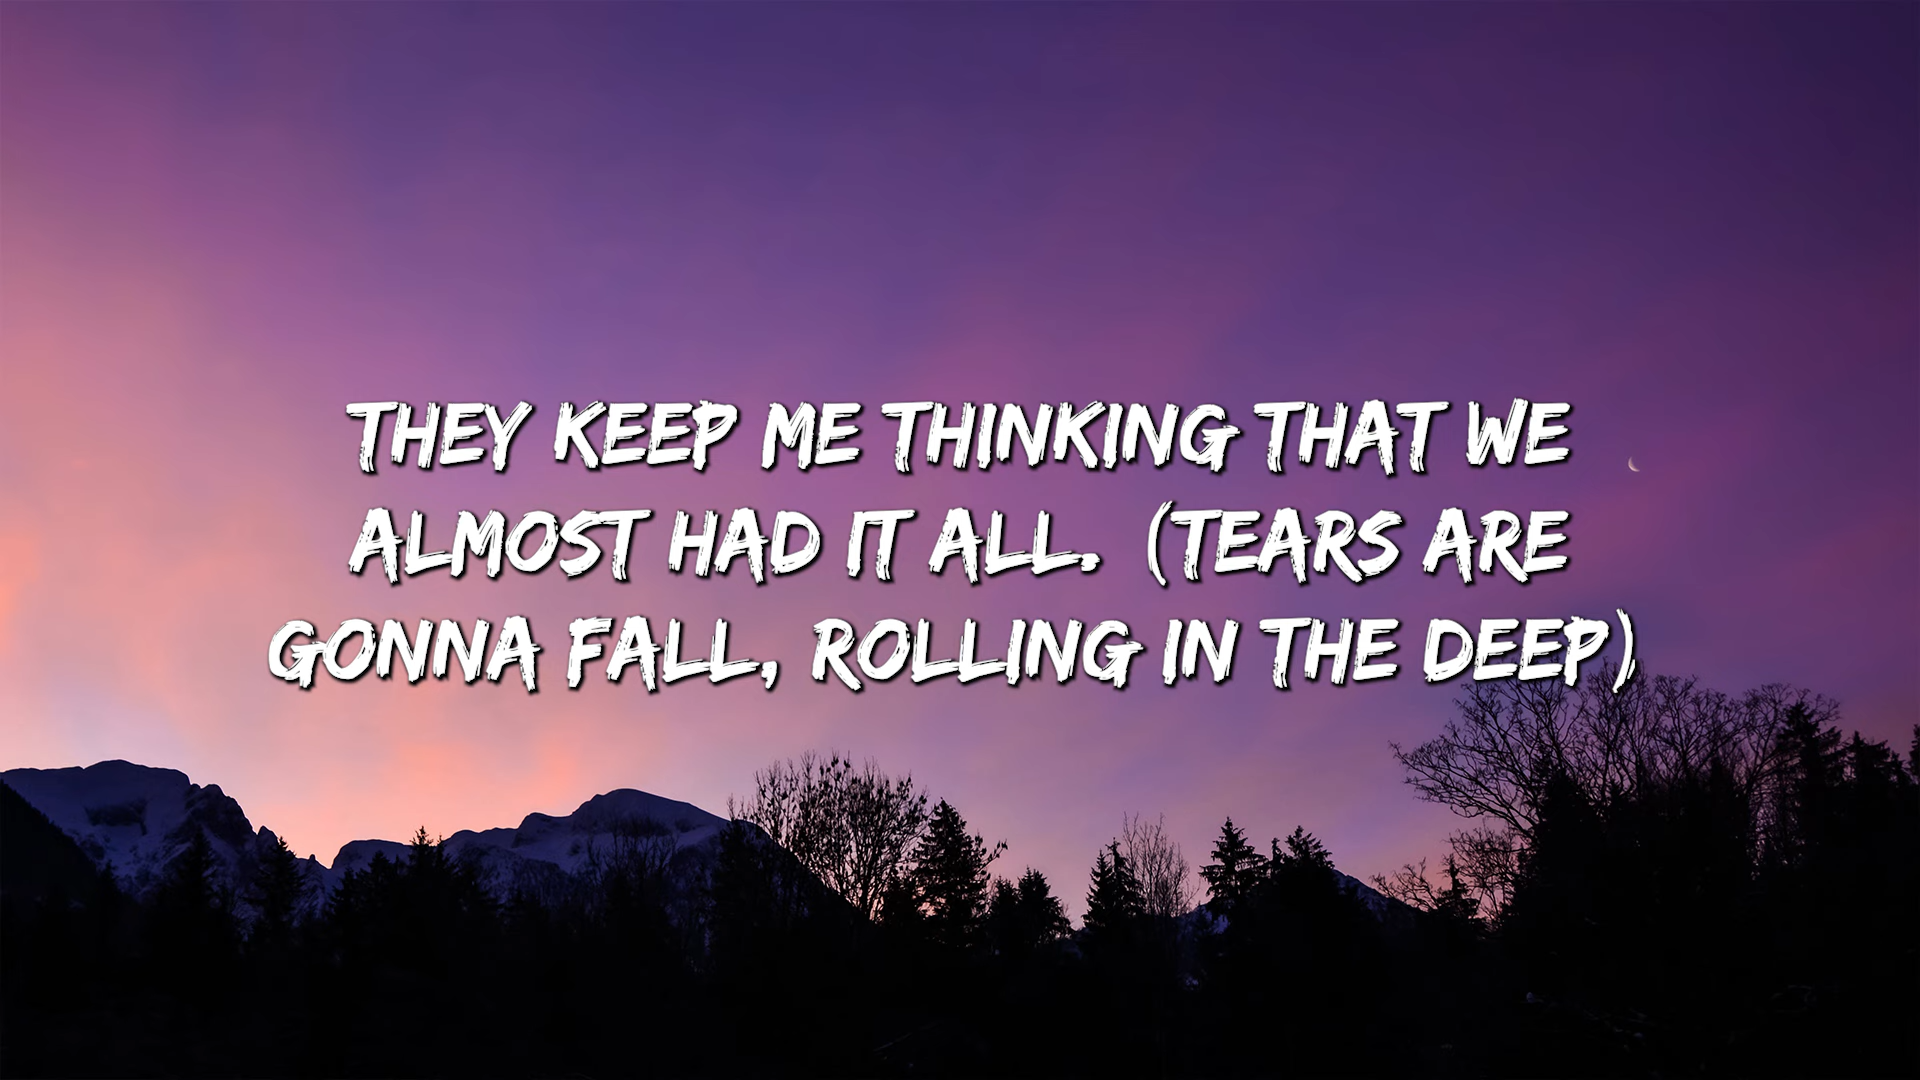 THEY KEEP ME THINKING THAT WE
ALMOST HAD IT ALL. (TEARS ARE
GONNA FALL, ROLLING IN THE DEEP)